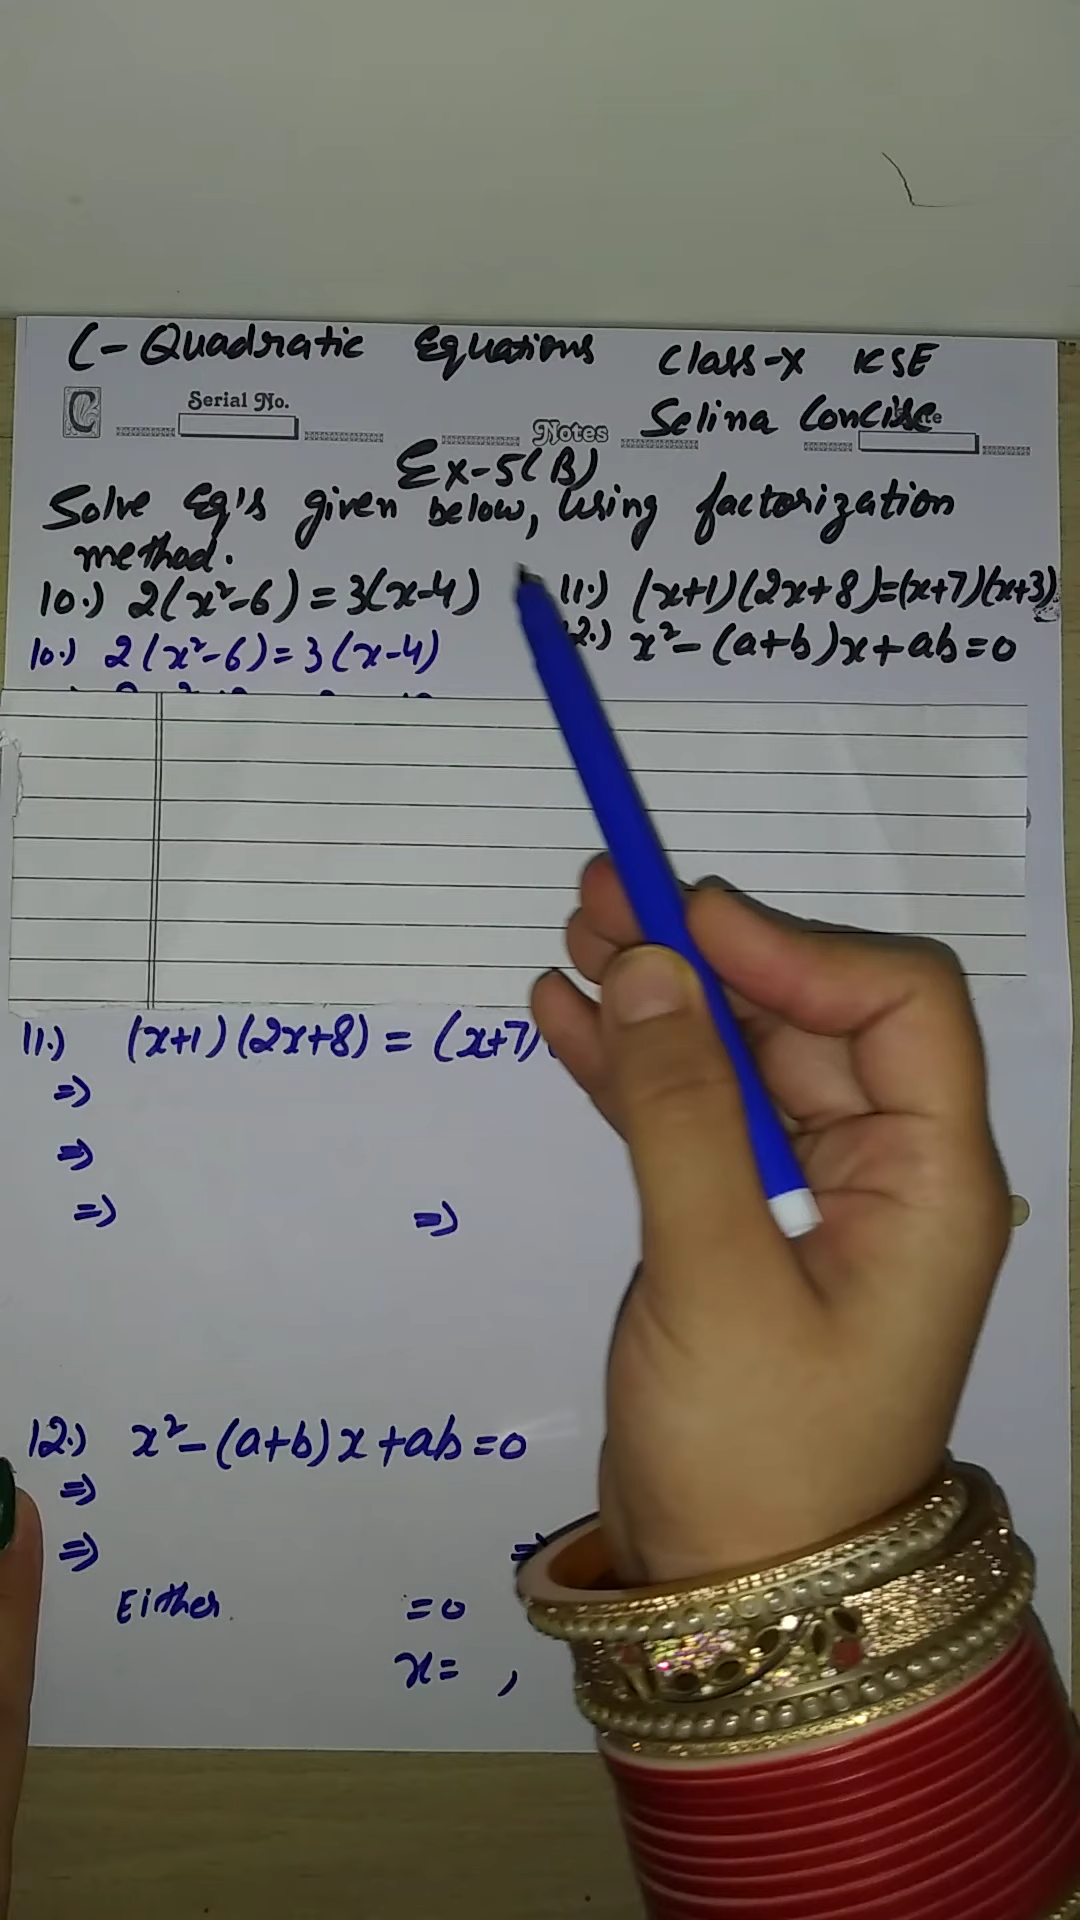 C- Quadratic Equations Class-X ICSE
C Serial No. Notes Selina Concise
Ex-5(B)
Solve Eq's given below, using factorization
method.
10.) 2(x²-6)=3(x-4) 11.) (x+1)(2x+8)=(x+7)(x+3)
10.) 2(x²-6)=3(x-4) 2.) x²-(a+b)x+ab=0
11.) (x+1)(2x+8) = (x+7)
=>
=>
=> =>
12.) x²-(a+b)x+ab=0
=>
=> =>
Either =0
x= ,